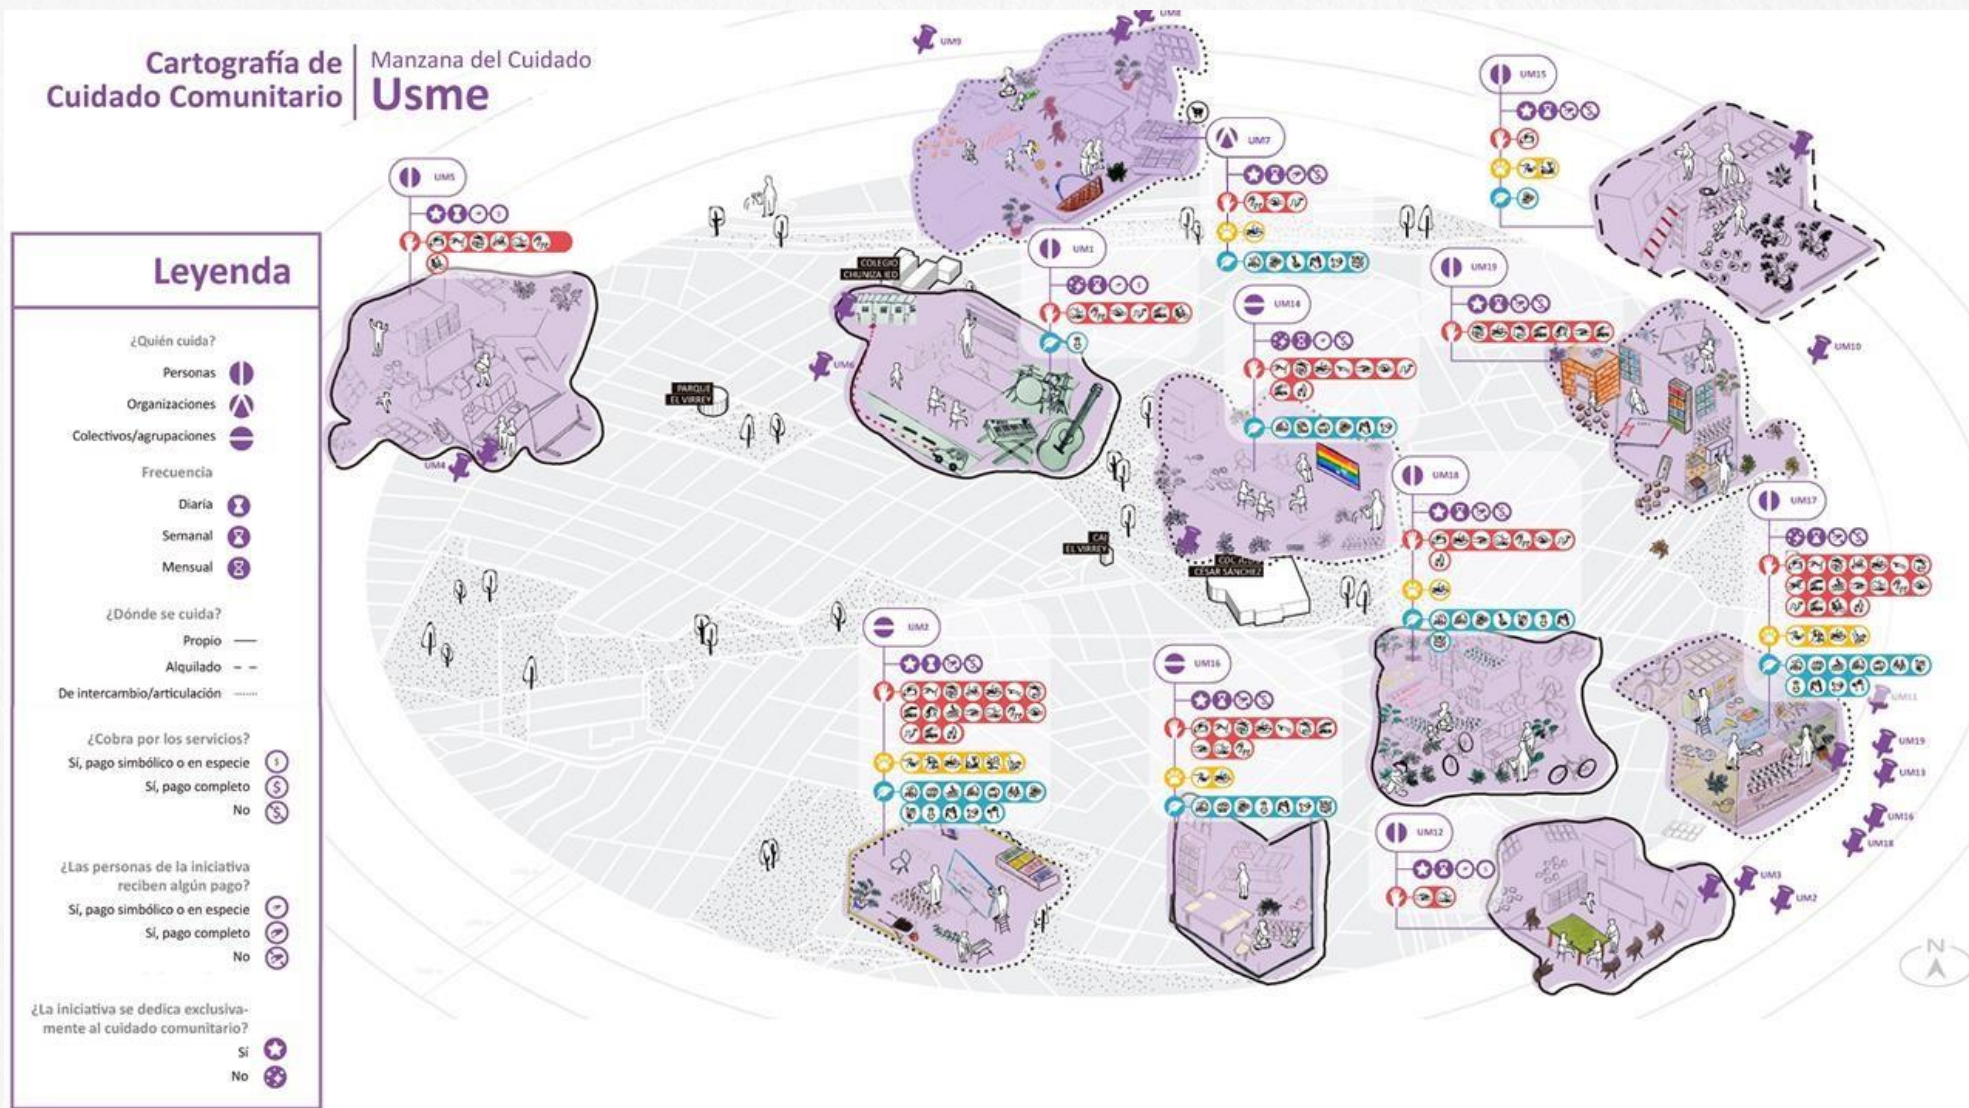 Cartografía de
Cuidado Comunitario
Manzana del Cuidado
Usme
Leyenda
¿Quién cuida?
Personas
Organizaciones
Colectivos/agrupaciones
Frecuencia
Diaria
Semanal
Mensual
¿Dónde se cuida?
Propio
Alquilado
De intercambio/articulación
¿Cobra por los servicios?
Sí, pago simbólico o en especie
Sí, pago completo
No
¿Las personas de la iniciativa
reciben algún pago?
Sí, pago simbólico o en especie
Sí, pago completo
No
¿La iniciativa se dedica exclusiva-
mente al cuidado comunitario?
Sí
No
UM9
UM8
UM15
UM7
UM5
UM1
COLEGIO
CHUNIZA IED
UM19
UM14
UM10
UM6
PARQUE
EL VIRREY
UM4
UM18
UM17
CAI
EL VIRREY
CÉSAR SÁNCHEZ
UM2
UM16
UM11
UM19
UM13
UM16
UM18
UM12
UM3
UM2
N